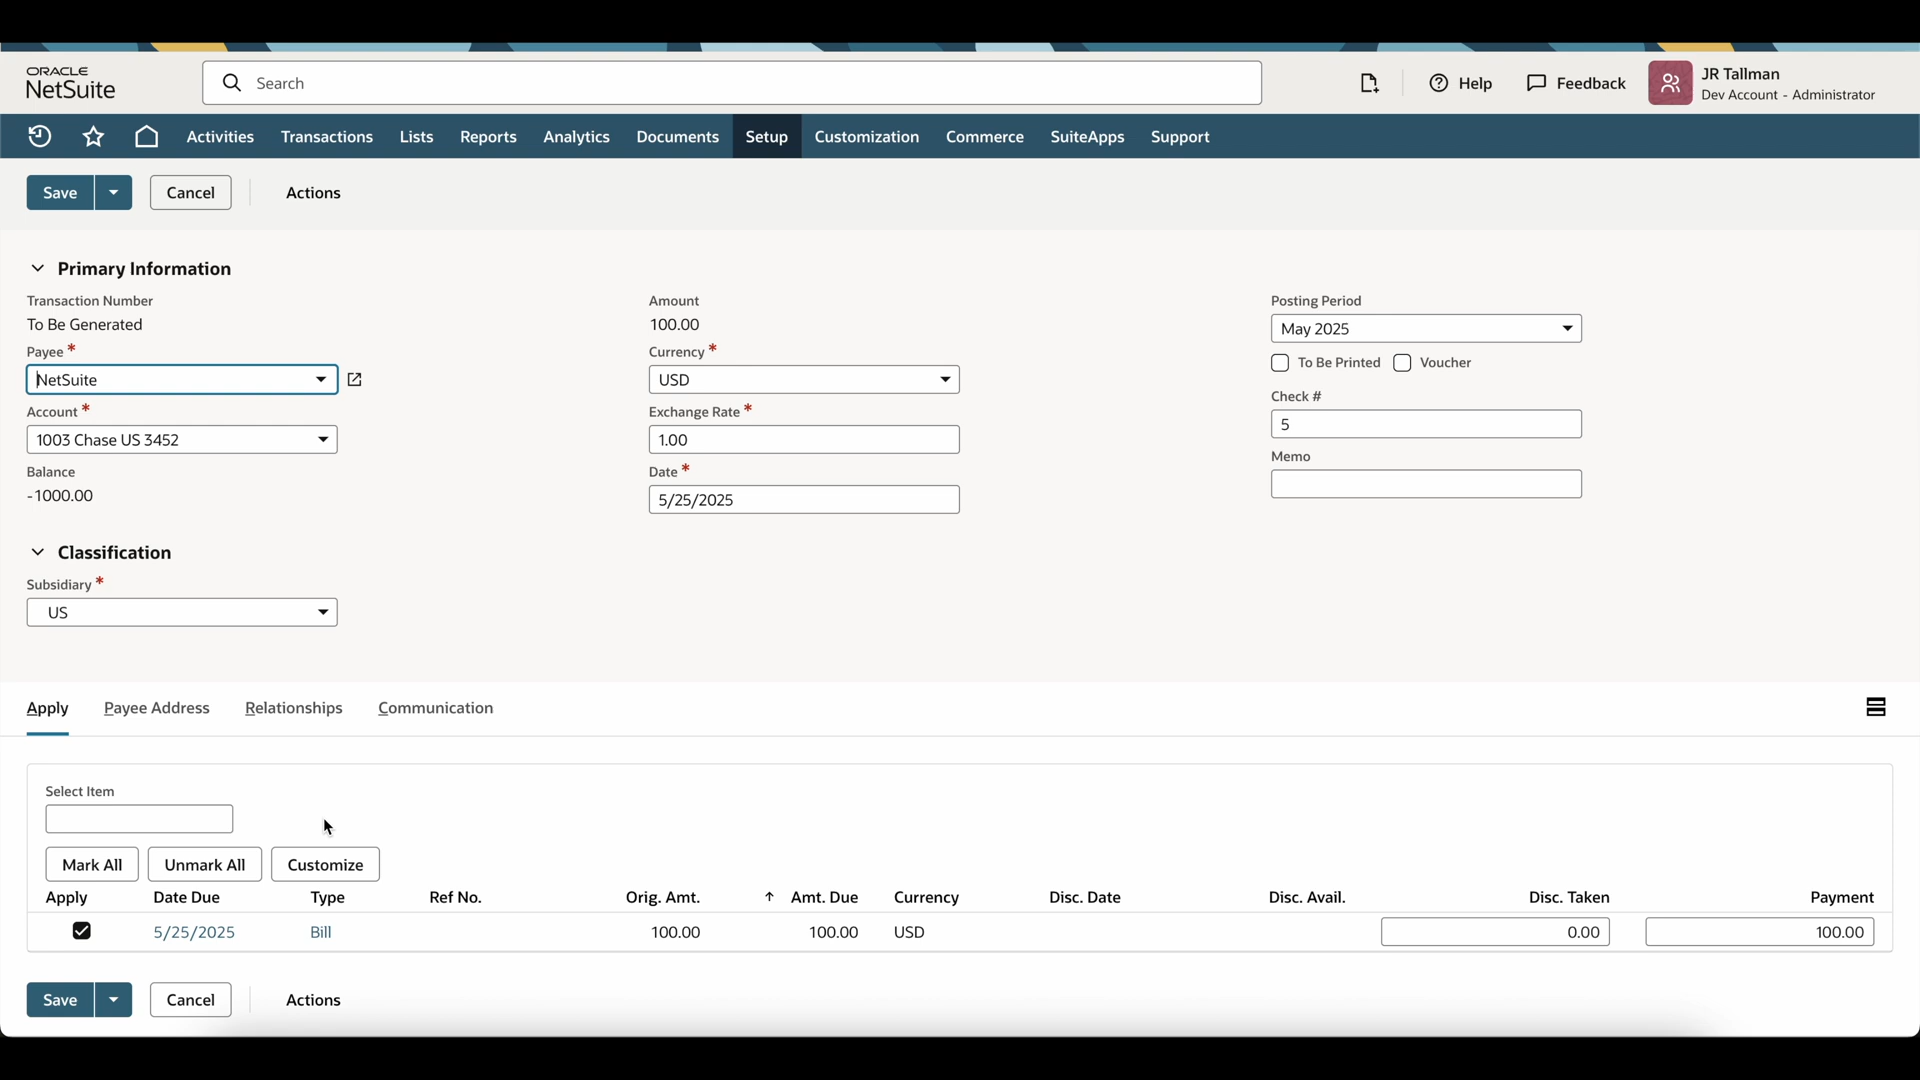 ORACLE
NetSuite
Search
Help
Feedback
JR Tallman
Dev Account - Administrator
Activities
Transactions
Lists
Reports
Analytics
Documents
Setup
Customization
Commerce
SuiteApps
Support
Save
Cancel
Actions
Primary Information
Transaction Number
To Be Generated
Payee *
NetSuite
Account *
1003 Chase US 3452
Balance
-1000.00
Amount
100.00
Currency *
USD
Exchange Rate *
1.00
Date *
5/25/2025
Posting Period
May 2025
To Be Printed
Voucher
Check #
5
Memo
Classification
Subsidiary *
US
Apply
Payee Address
Relationships
Communication
Select Item
Mark All
Unmark All
Customize
Apply Date Due Type Ref No. Orig. Amt. Amt. Due Currency Disc. Date Disc. Avail. Disc. Taken Payment
5/25/2025 Bill 100.00 100.00 USD 0.00 100.00
Save
Cancel
Actions